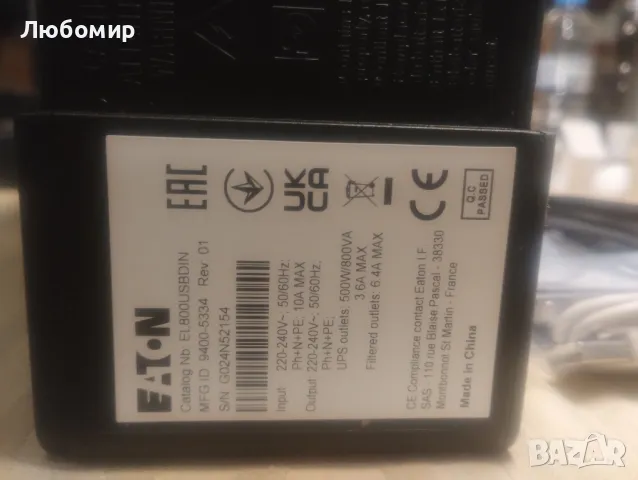 Любомир
EAC
UK
CA
CE
Q.C
PASSED
EATON
Catalog Nb EL800USBDIN
MFG ID 9400-5334 Rev 01
S/N G024N52154
Input 220-240V~; 50/60Hz;
Ph+N+PE; 10A MAX
Output 220-240V~; 50/60Hz;
Ph+N+PE;
UPS outlets: 500W/800VA
3.6A MAX
Filtered outlets: 6.4A MAX
CE Compliance contact Eaton I.F
SAS 110 rue Blaise Pascal - 38330
Montbonnot St Martin - France
Made in China
BAZAR
bg